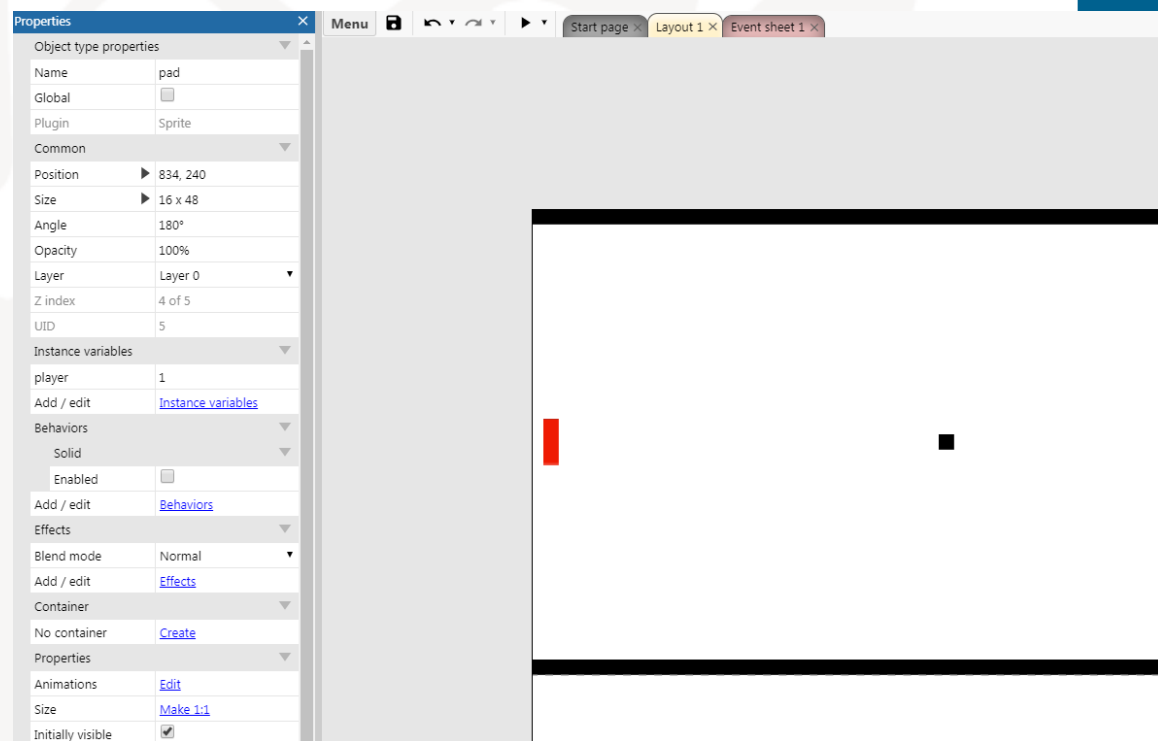 Properties
Menu
Start page
Layout 1
Event sheet 1
Object type properties
Name pad
Global
Plugin Sprite
Common
Position 834, 240
Size 16 x 48
Angle 180°
Opacity 100%
Layer Layer 0
Z index 4 of 5
UID 5
Instance variables
player 1
Add / edit Instance variables
Behaviors
Solid
Enabled
Add / edit Behaviors
Effects
Blend mode Normal
Add / edit Effects
Container
No container Create
Properties
Animations Edit
Size Make 1:1
Initially visible